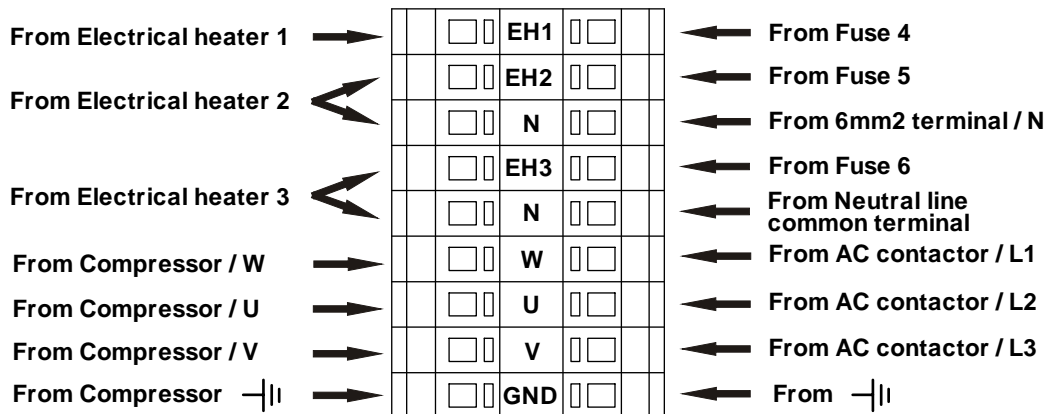 From Electrical heater 1
EH1
From Fuse 4
From Electrical heater 2
EH2
From Fuse 5
N
From 6mm2 terminal / N
From Electrical heater 3
EH3
From Fuse 6
N
From Neutral line
common terminal
From Compressor / W
W
From AC contactor / L1
From Compressor / U
U
From AC contactor / L2
From Compressor / V
V
From AC contactor / L3
From Compressor
GND
From